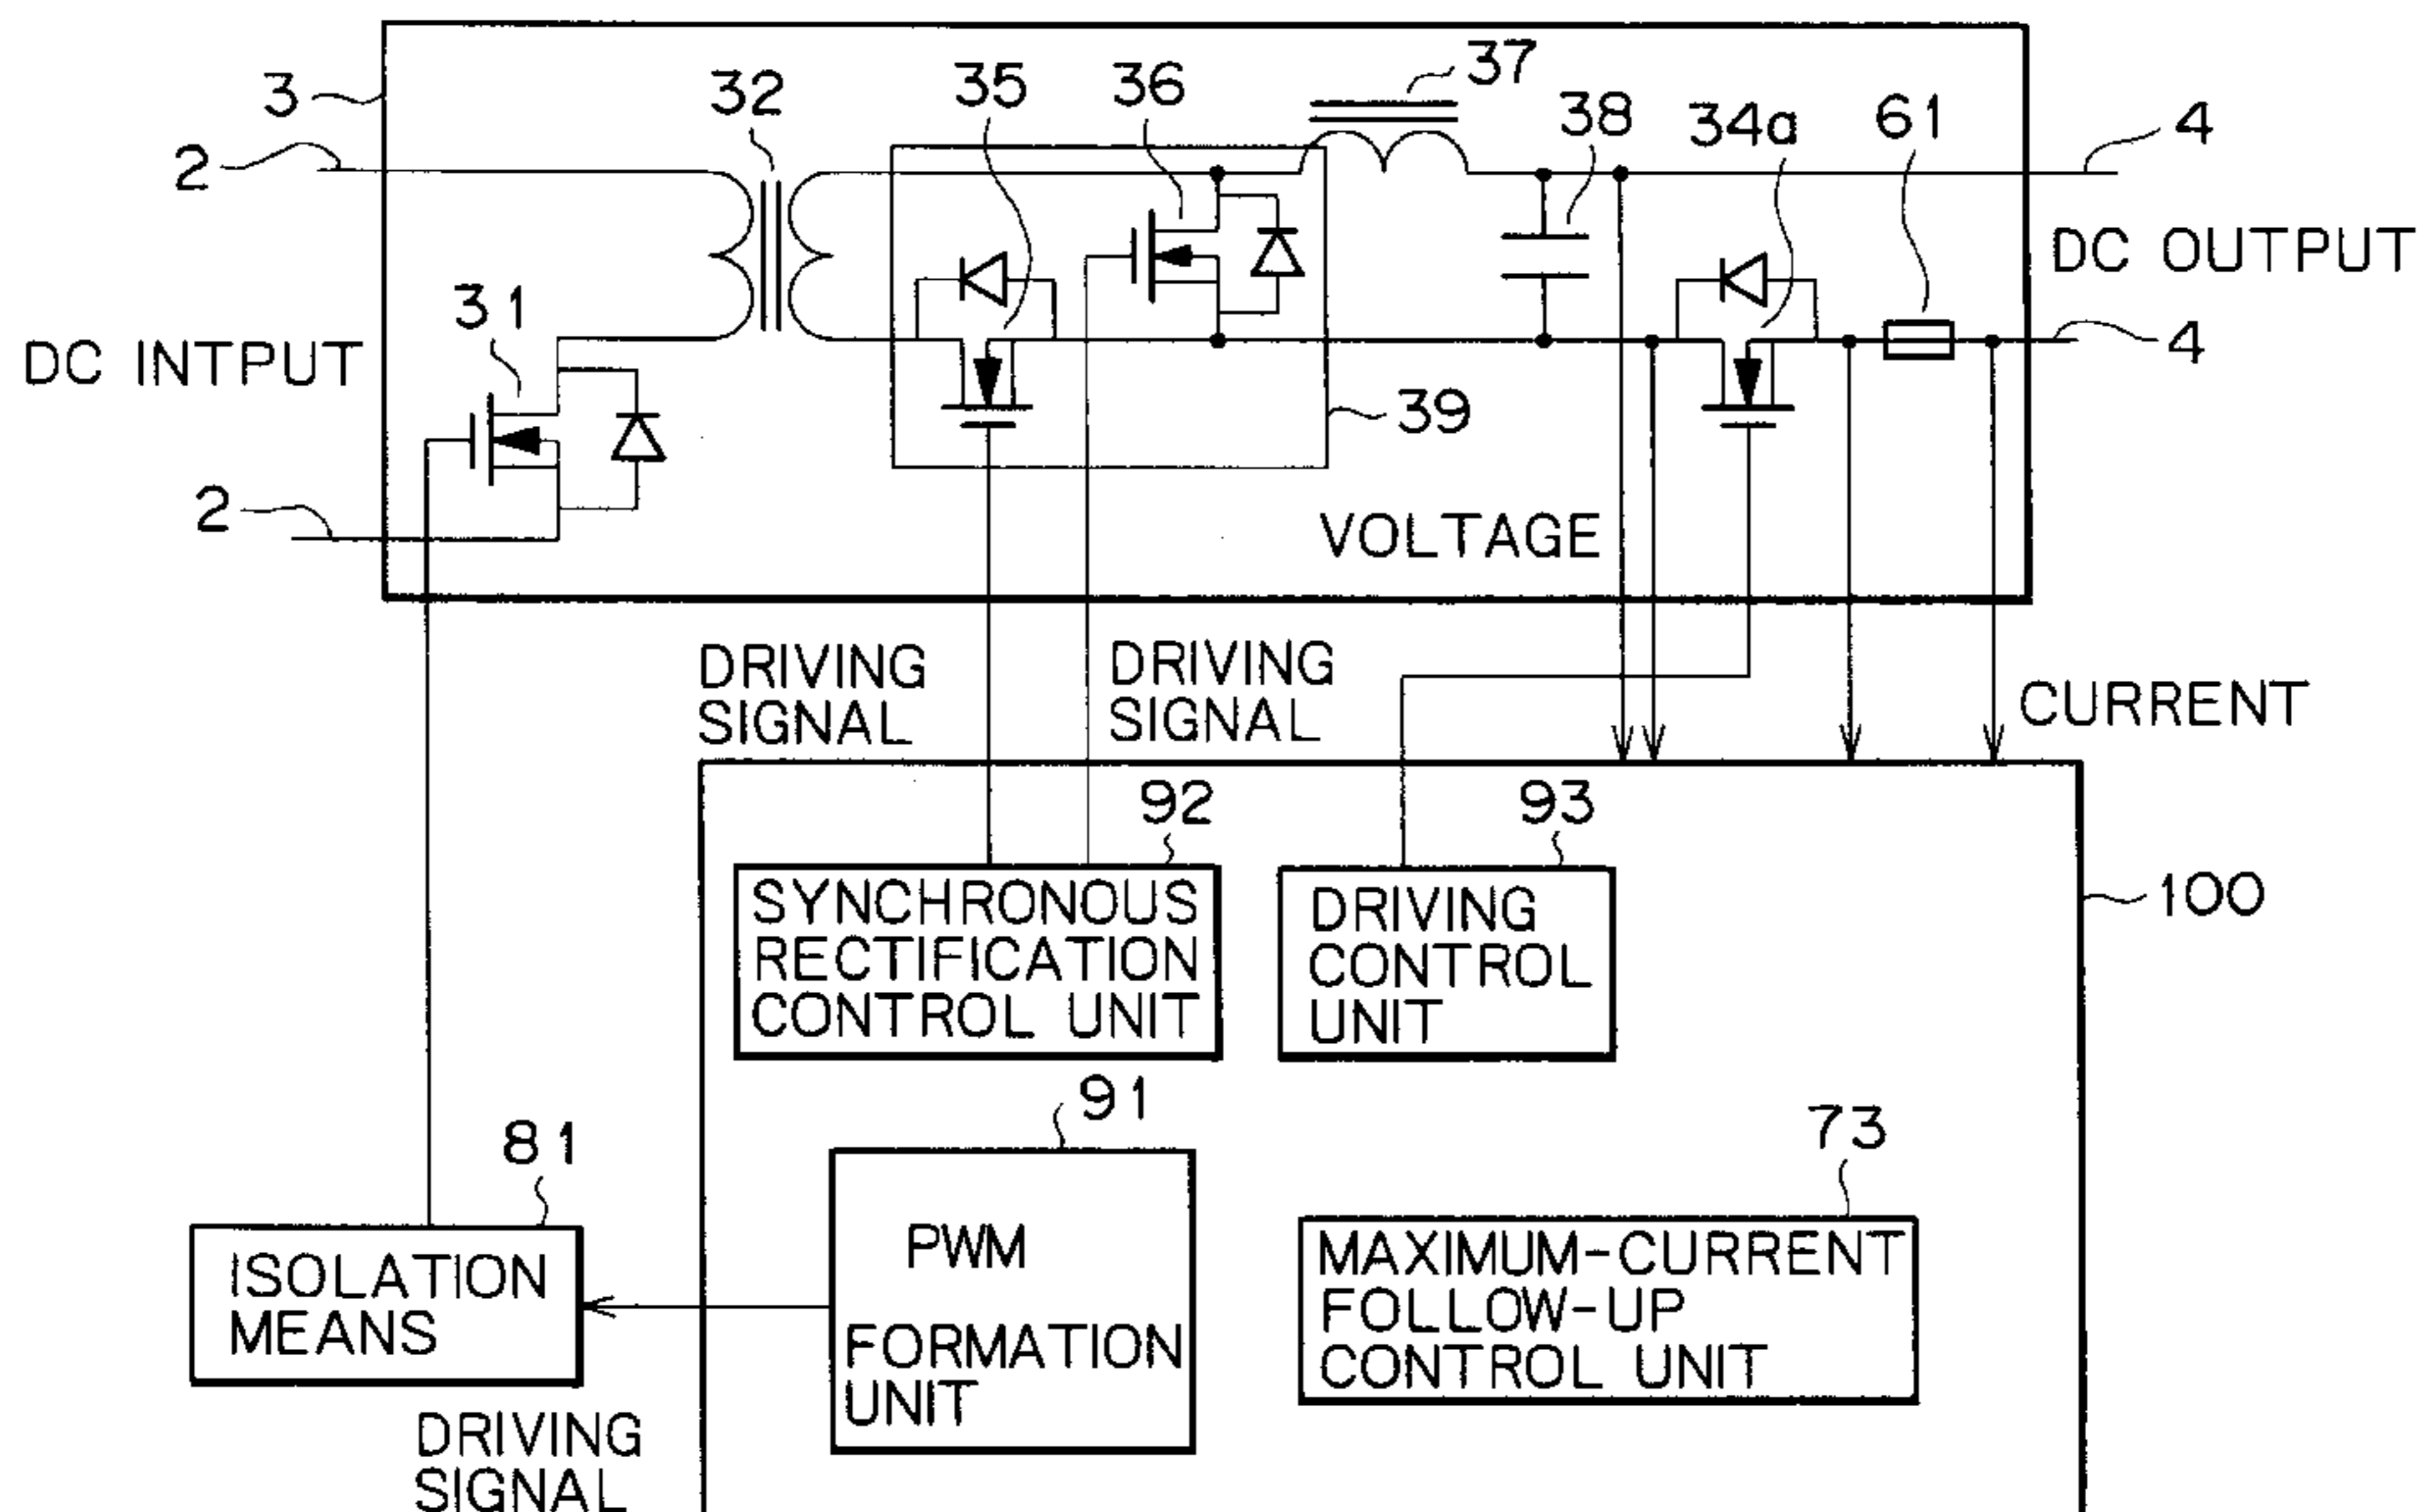 3
2
32
35
36
37
38
34a
61
4
DC OUTPUT
31
DC INTPUT
4
39
2
VOLTAGE
DRIVING
SIGNAL
DRIVING
SIGNAL
CURRENT
92
93
SYNCHRONOUS
RECTIFICATION
CONTROL UNIT
DRIVING
CONTROL
UNIT
100
91
81
73
PWM
FORMATION
UNIT
ISOLATION
MEANS
MAXIMUM-CURRENT
FOLLOW-UP
CONTROL UNIT
DRIVING
SIGNAL